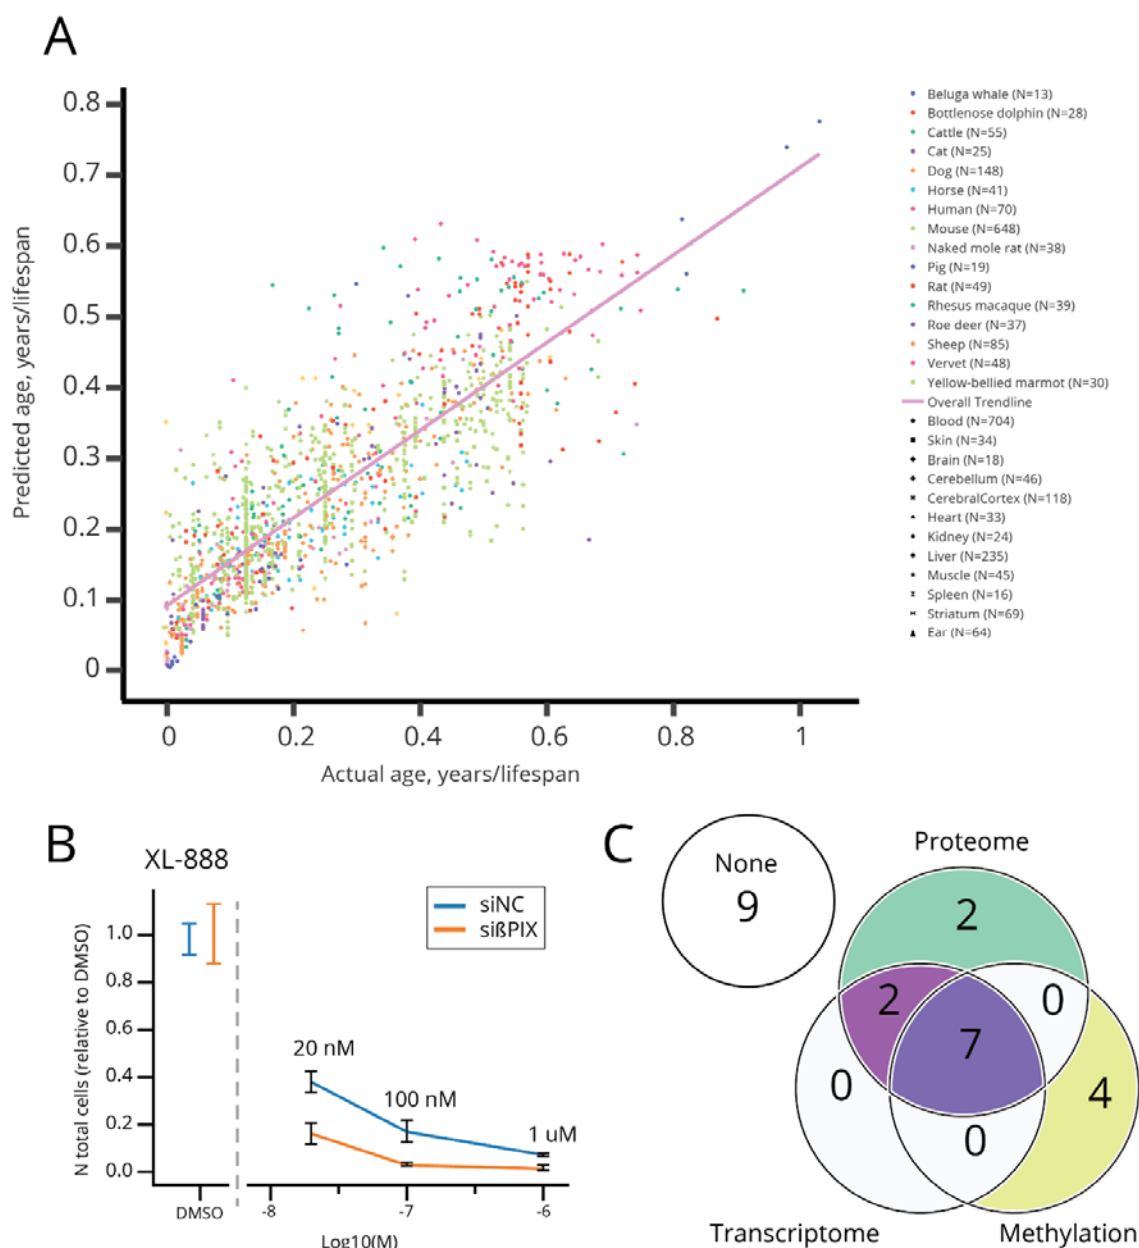 A
0.8
0.7
0.6
0.5
0.4
0.3
0.2
0.1
0
Predicted age, years/lifespan
0
0.2
0.4
0.6
0.8
1
Actual age, years/lifespan
Beluga whale (N=13)
Bottlenose dolphin (N=28)
Cattle (N=55)
Cat (N=25)
Dog (N=148)
Horse (N=41)
Human (N=70)
Mouse (N=648)
Naked mole rat (N=38)
Pig (N=19)
Rat (N=49)
Rhesus macaque (N=39)
Roe deer (N=37)
Sheep (N=85)
Vervet (N=48)
Yellow-bellied marmot (N=30)
Overall Trendline
Blood (N=704)
Skin (N=34)
Brain (N=18)
Cerebellum (N=46)
CerebralCortex (N=118)
Heart (N=33)
Kidney (N=24)
Liver (N=235)
Muscle (N=45)
Spleen (N=16)
Striatum (N=69)
Ear (N=64)
B
XL-888
siNC
sißPIX
N total cells (relative to DMSO)
1.0
0.8
0.6
0.4
0.2
0.0
20 nM
100 nM
1 uM
DMSO
-8
-7
-6
Log10(M)
C
None
9
Proteome
2
2
0
7
0
4
0
Transcriptome
Methylation